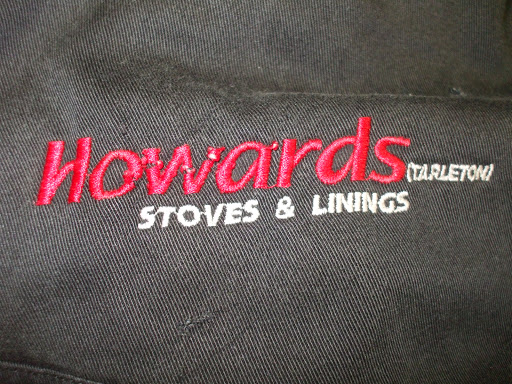 Howards (TARLETON)
STOVES & LININGS